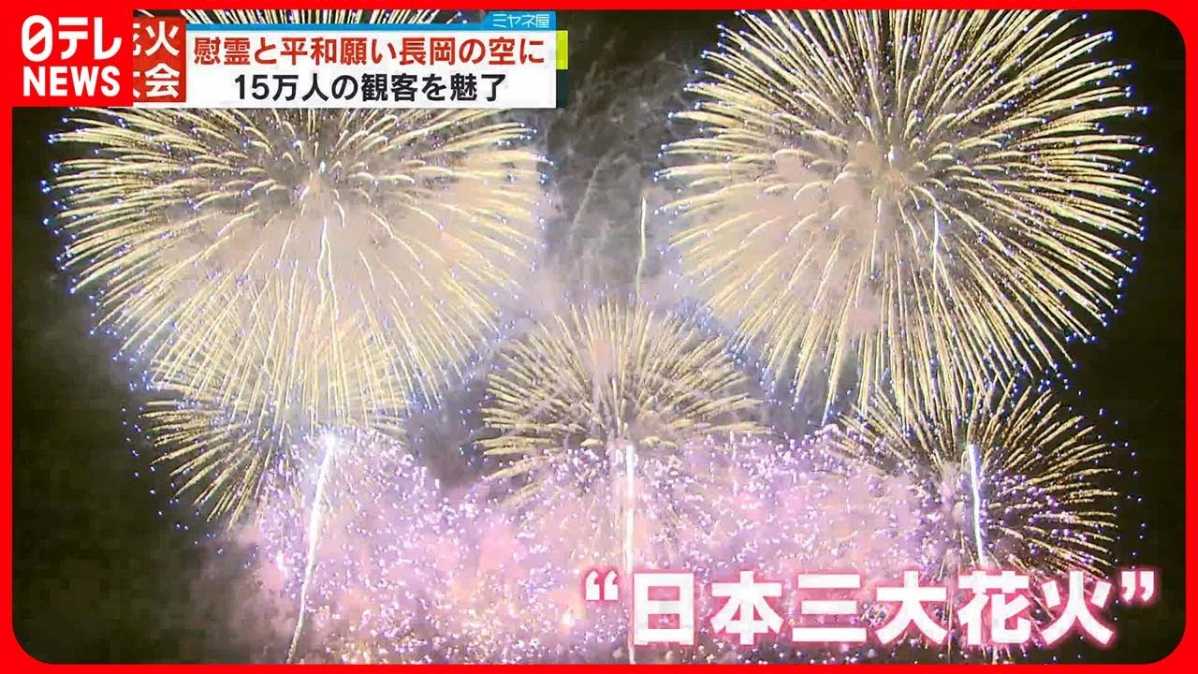 日テレ
NEWS
花火
大会
ミヤネ屋
慰霊と平和願い長岡の空に
15万人の観客を魅了
“日本三大花火”